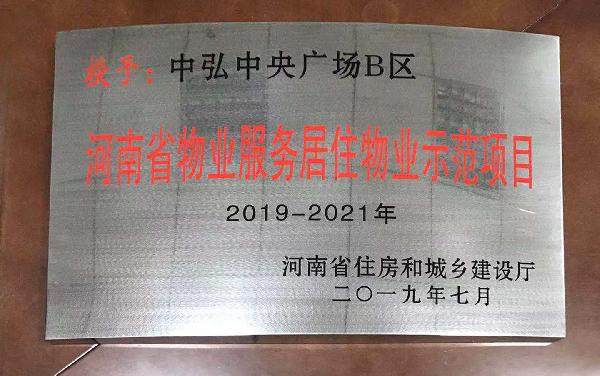 授予：中弘中央广场B区
河南省物业服务居住物业示范项目
2019-2021年
河南省住房和城乡建设厅
二〇一九年七月